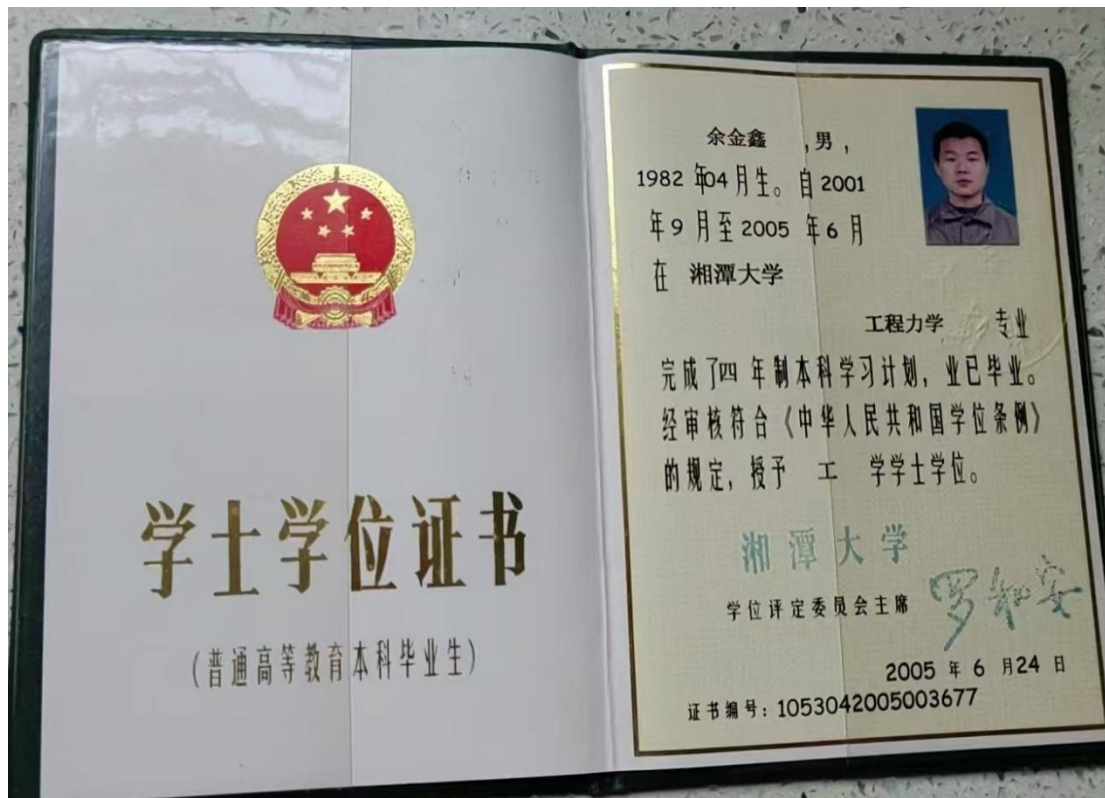 学士学位证书
(普通高等教育本科毕业生)
余金鑫 ,男,
1982 年04 月生。自 2001
年 9 月至 2005 年 6 月
在 湘潭大学
工程力学 专业
完成了四 年制本科学习计划, 业已毕业。
经审核符合《中华人民共和国学位条例》
的规定, 授予 工 学学士学位。
湘潭大学
学位评定委员会主席 罗和安
2005 年 6 月24 日
证书编号: 1053042005003677